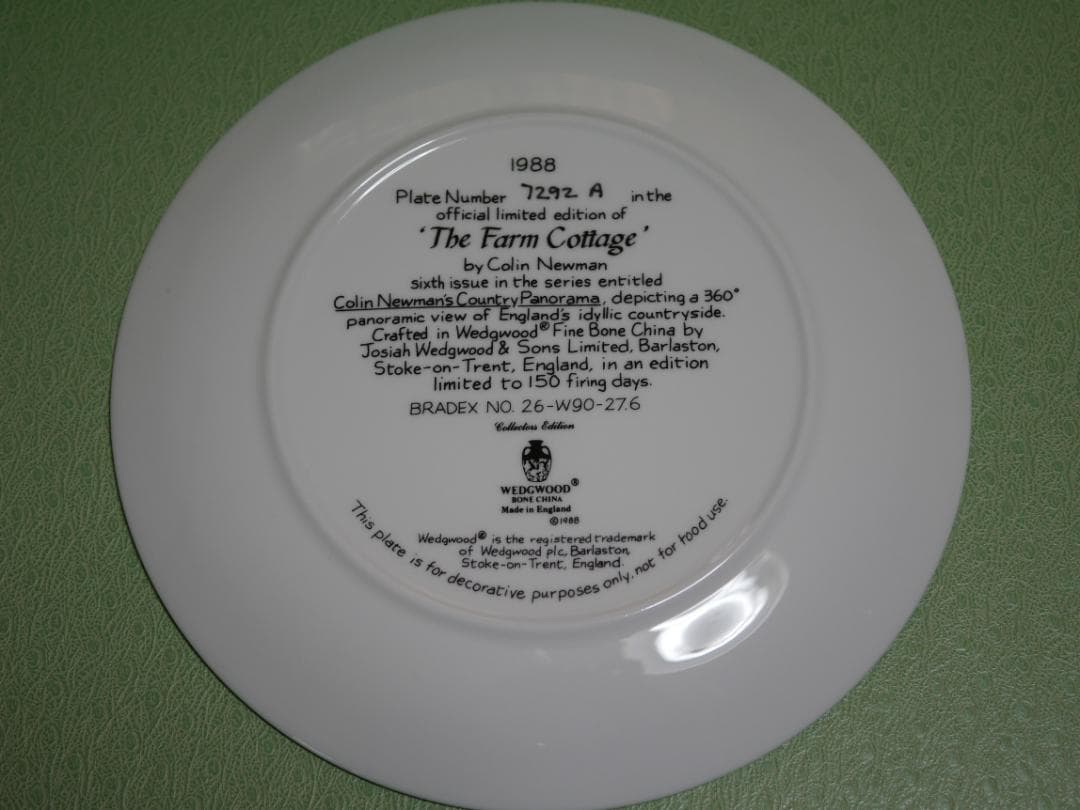 1988
Plate Number 7292 A in the
official limited edition of
‘The Farm Cottage’
by Colin Newman
sixth issue in the series entitled
Colin Newman's Country Panorama, depicting a 360°
panoramic view of England's idyllic countryside.
Crafted in Wedgwood® Fine Bone China by
Josiah Wedgwood & Sons Limited, Barlaston,
Stoke-on-Trent, England, in an edition
limited to 150 firing days.
BRADEX NO. 26-W90-27.6
Collectors Edition
WEDGWOOD®
BONE CHINA
Made in England
©1988
Wedgwood® is the registered trademark
of Wedgwood plc, Barlaston,
Stoke-on-Trent, England.
This plate is for decorative purposes only, not for food use.